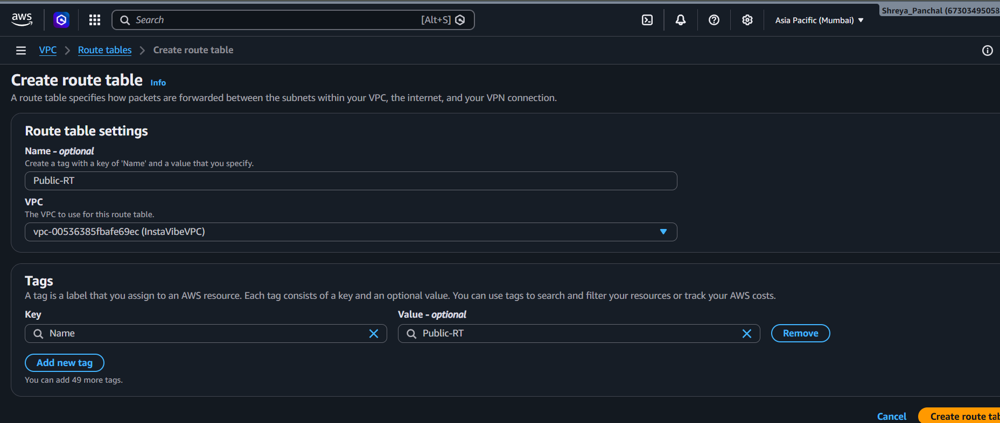 aws
Search [Alt+S]
Asia Pacific (Mumbai)
Shreya_Panchal (67303495058
VPC
Route tables
Create route table
Create route table Info
A route table specifies how packets are forwarded between the subnets within your VPC, the internet, and your VPN connection.
Route table settings
Name - optional
Create a tag with a key of 'Name' and a value that you specify.
Public-RT
VPC
The VPC to use for this route table.
vpc-00536385fbafe69ec (InstaVibeVPC)
Tags
A tag is a label that you assign to an AWS resource. Each tag consists of a key and an optional value. You can use tags to search and filter your resources or track your AWS costs.
Key
Value - optional
Name
Public-RT
Remove
Add new tag
You can add 49 more tags.
Cancel
Create route tab